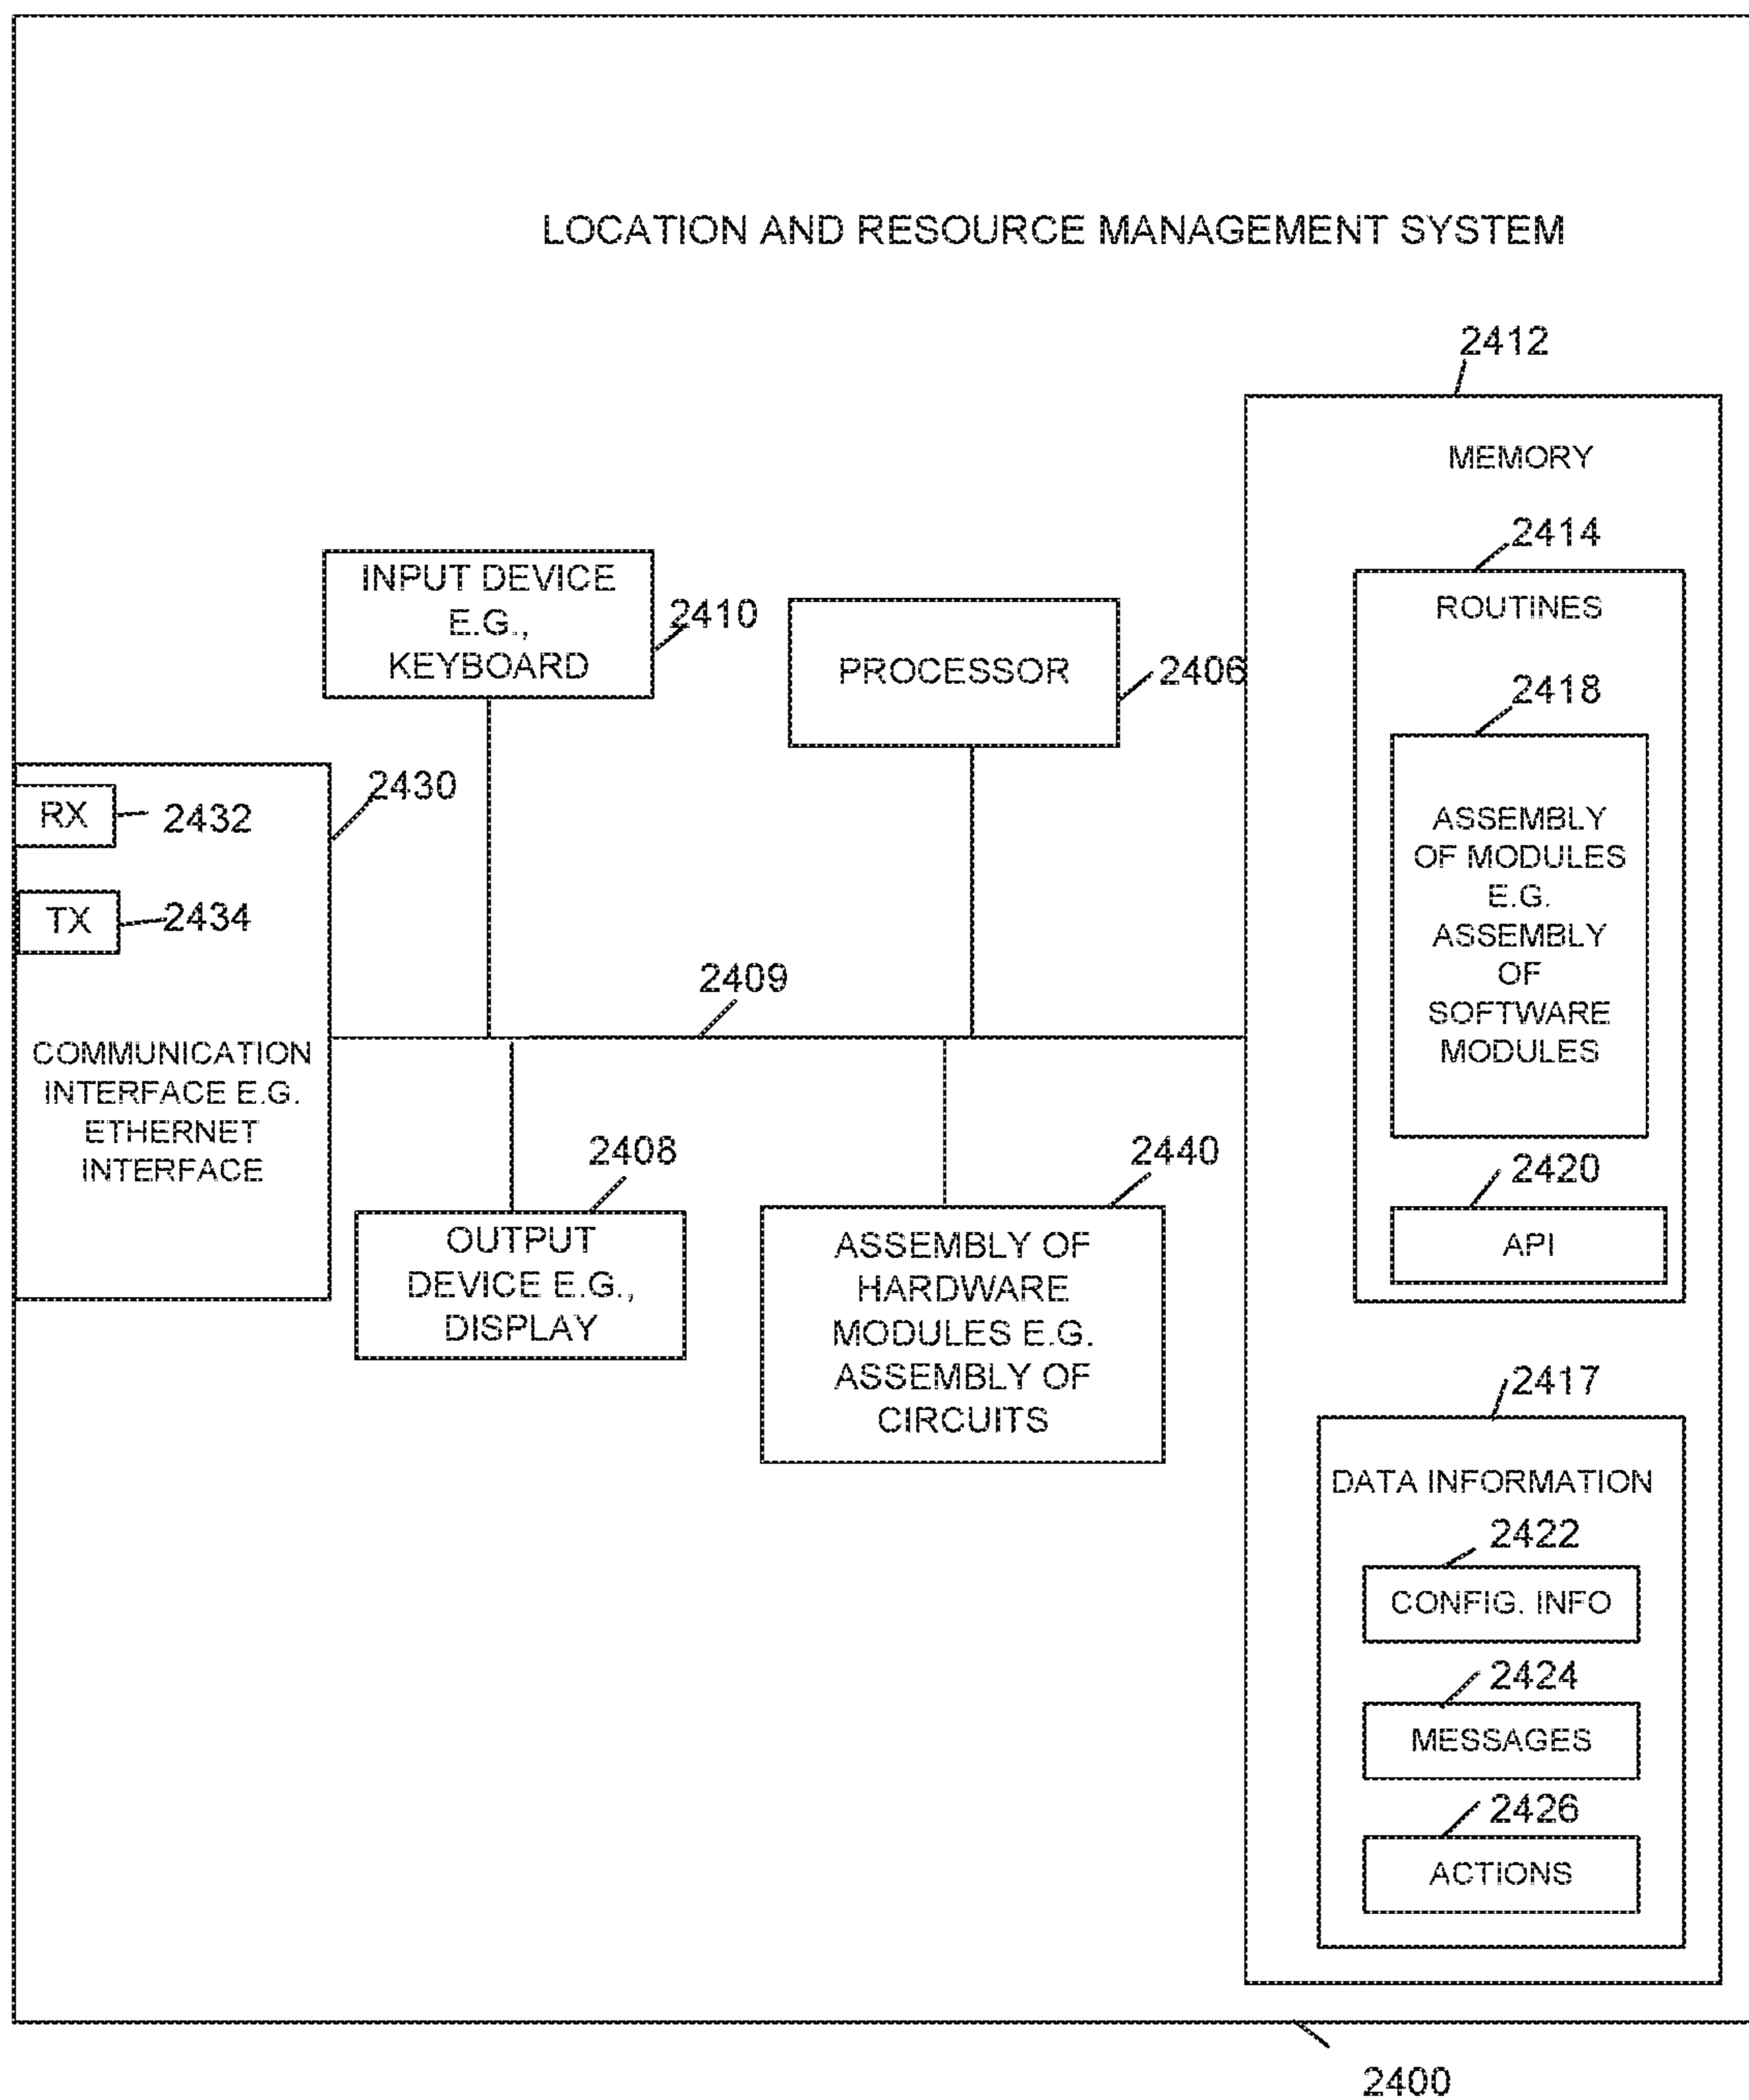 LOCATION AND RESOURCE MANAGEMENT SYSTEM
2412
MEMORY
2414
ROUTINES
2418
ASSEMBLY
OF MODULES
E.G.
ASSEMBLY
OF
SOFTWARE
MODULES
2420
API
2417
DATA INFORMATION
2422
CONFIG. INFO
2424
MESSAGES
2426
ACTIONS
INPUT DEVICE
E.G.,
KEYBOARD
2410
PROCESSOR
2406
2430
RX
2432
TX
2434
COMMUNICATION
INTERFACE E.G.
ETHERNET
INTERFACE
2409
2408
OUTPUT
DEVICE E.G.,
DISPLAY
2440
ASSEMBLY OF
HARDWARE
MODULES E.G.
ASSEMBLY OF
CIRCUITS
2400